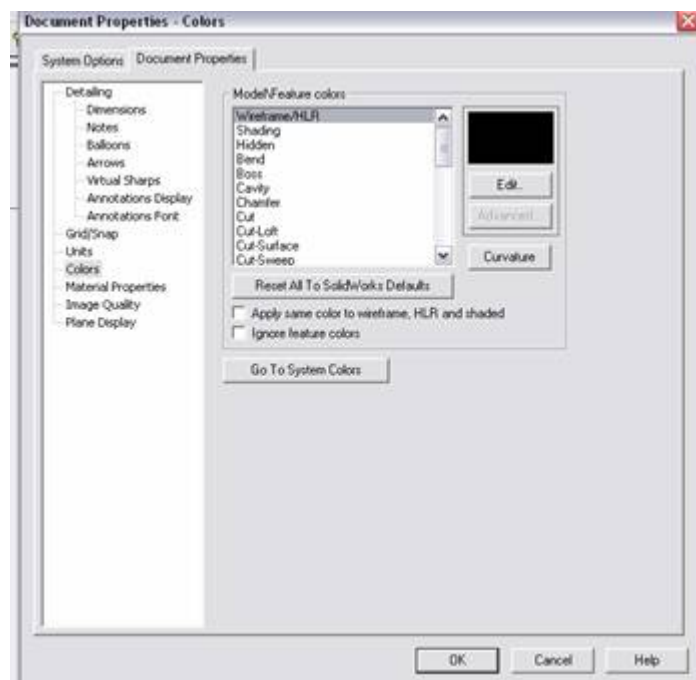 Document Properties - Colors
System Options
Document Properties
Detailing
Dimensions
Notes
Balloons
Arrows
Virtual Sharps
Annotations Display
Annotations Font
Grid/Snap
Units
Colors
Material Properties
Image Quality
Plane Display
Model\Feature colors
Wireframe/HLR
Shading
Hidden
Bend
Boss
Cavity
Chamfer
Cut
Cut-Loft
Cut-Surface
Cut-Sweep
Edit..
Advanced...
Curvature
Reset All To SolidWorks Defaults
Apply same color to wireframe, HLR and shaded
Ignore feature colors
Go To System Colors
OK
Cancel
Help